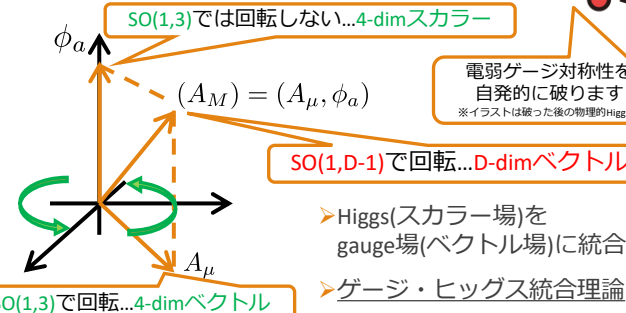 SO(1,3)では回転しない...4-dimスカラー
ϕ_a
(A_M) = (A_μ, ϕ_a)
電弱ゲージ対称性を
自発的に破ります
※イラストは破った後の物理的Higg
SO(1,D-1)で回転...D-dimベクトル
➢Higgs(スカラー場)を
gauge場(ベクトル場)に統合
➢ゲージ・ヒッグス統合理論
A_μ
SO(1,3)で回転...4-dimベクトル